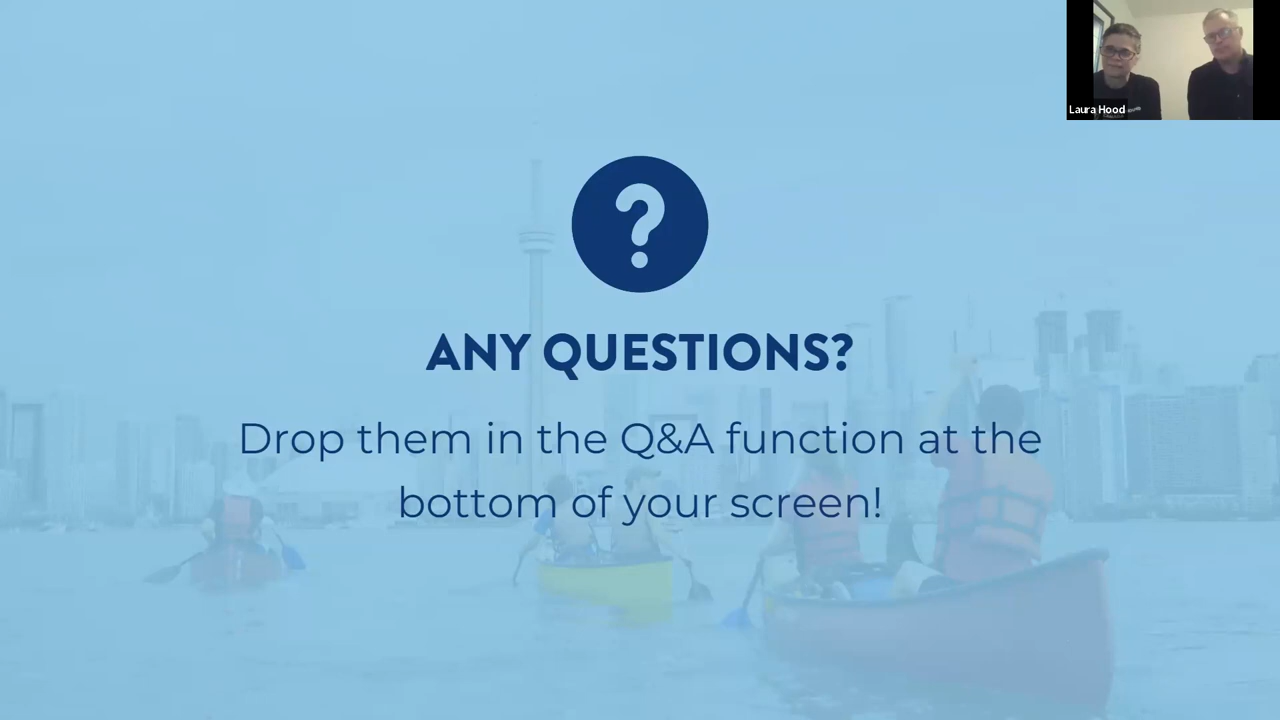 Laura Hood
?
ANY QUESTIONS?
Drop them in the Q&A function at the
bottom of your screen!